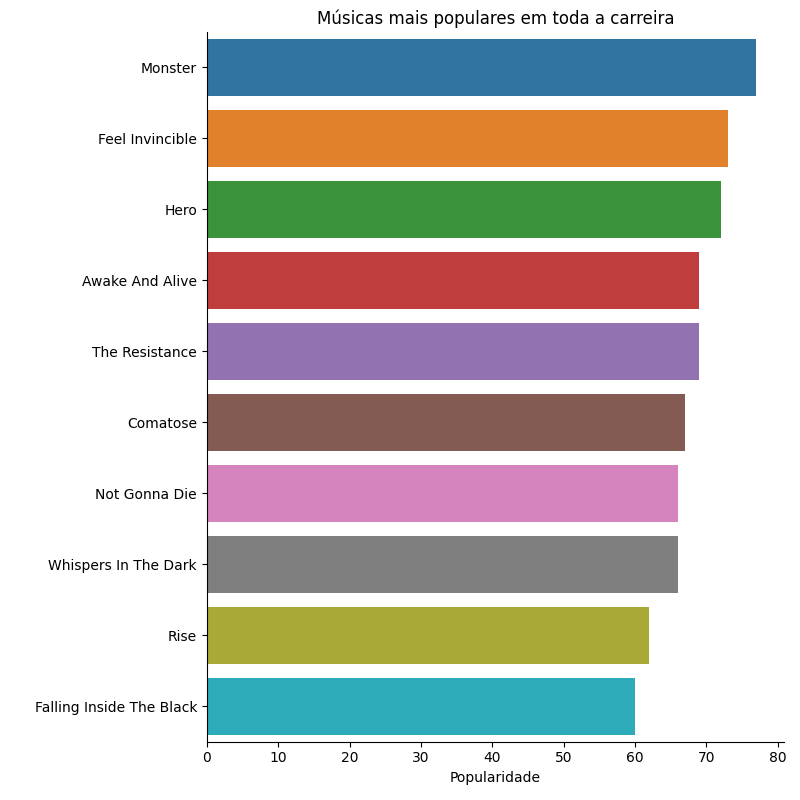 Músicas mais populares em toda a carreira
Monster
Feel Invincible
Hero
Awake And Alive
The Resistance
Comatose
Not Gonna Die
Whispers In The Dark
Rise
Falling Inside The Black
0 10 20 30 40 50 60 70 80
Popularidade